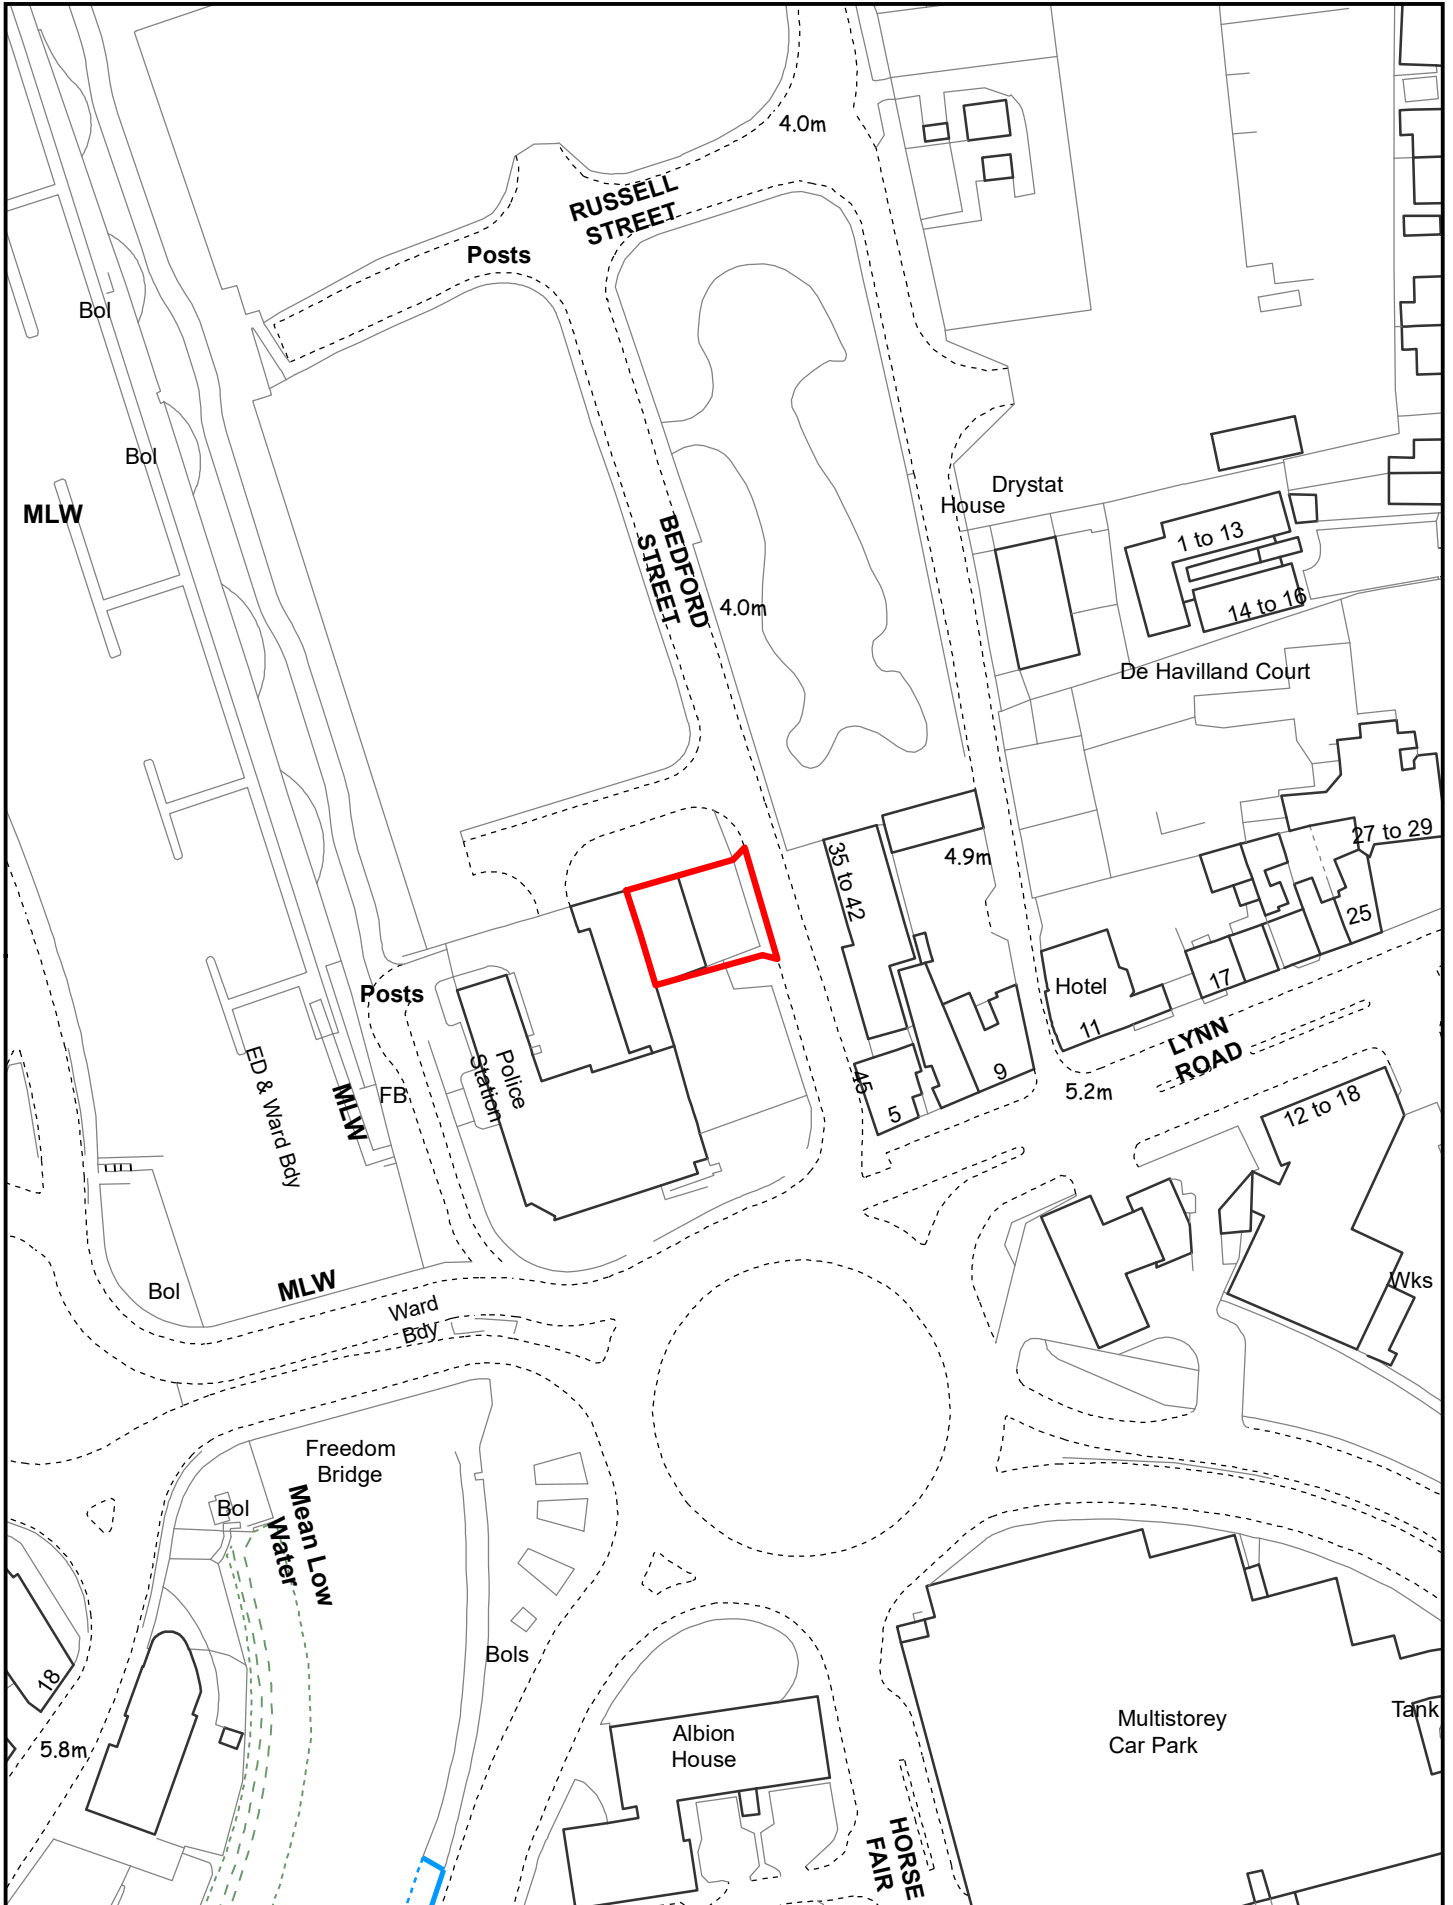 4.0m
RUSSELL
STREET
Posts
Bol
Bol
MLW
Drystat
House
1 to 13
14 to 16
BEDFORD
STREET
4.0m
De Havilland Court
27 to 29
35 to 42
4.9m
25
17
Hotel
11
Posts
LYNN
ROAD
Police
Station
ED & Ward Bdy
MLW
FB
9
45
5
5.2m
12 to 18
Bol
MLW
Ward
Bdy
Wks
Freedom
Bridge
Bol
Mean Low
Water
Bols
18
5.8m
Albion
House
Multistorey
Car Park
Tank
HORSE
FAIR